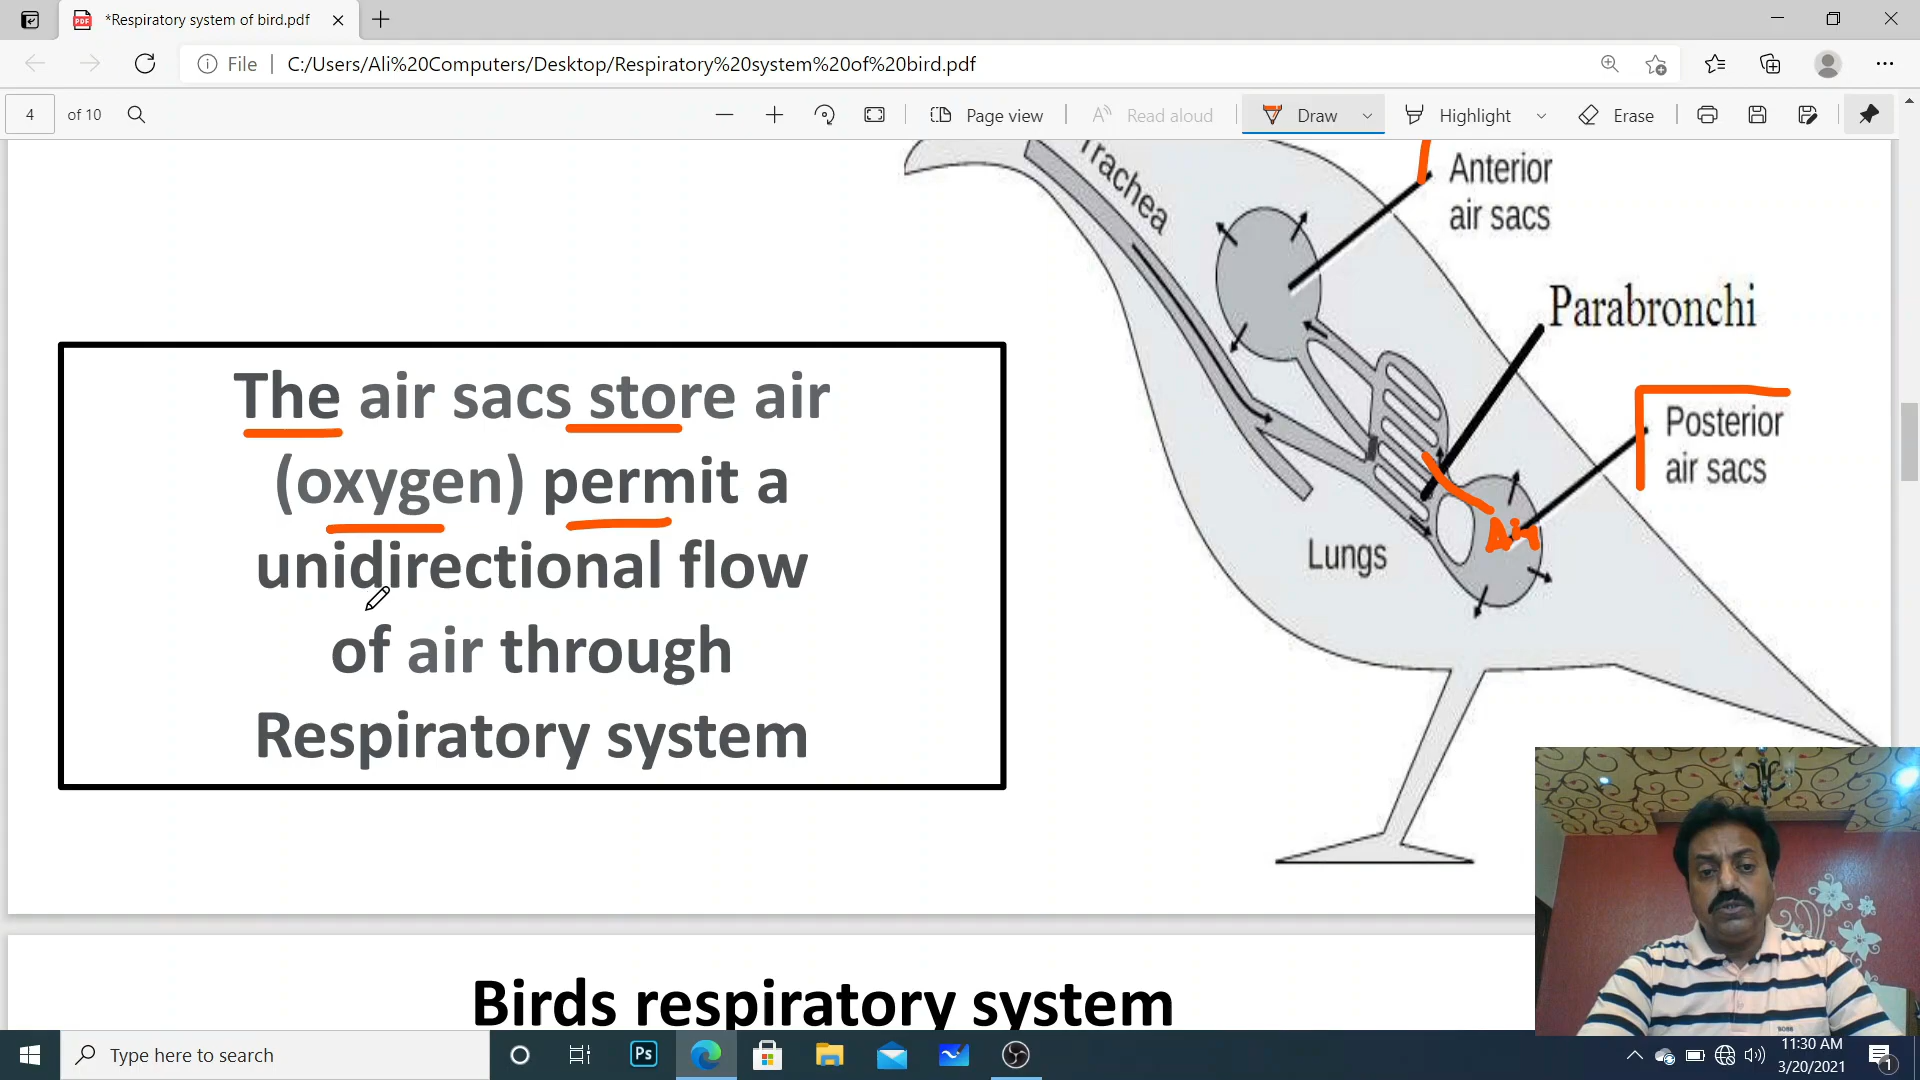 *Respiratory system of bird.pdf
File
C:/Users/Ali%20Computers/Desktop/Respiratory%20system%20of%20bird.pdf
4 of 10
Page view
Read aloud
Draw
Highlight
Erase
Trachea
Anterior
air sacs
Parabronchi
Posterior
air sacs
Air
Lungs
The air sacs store air
(oxygen) permit a
unidirectional flow
of air through
Respiratory system
Birds respiratory system
Type here to search
Ps
11:30 AM
3/20/2021
1